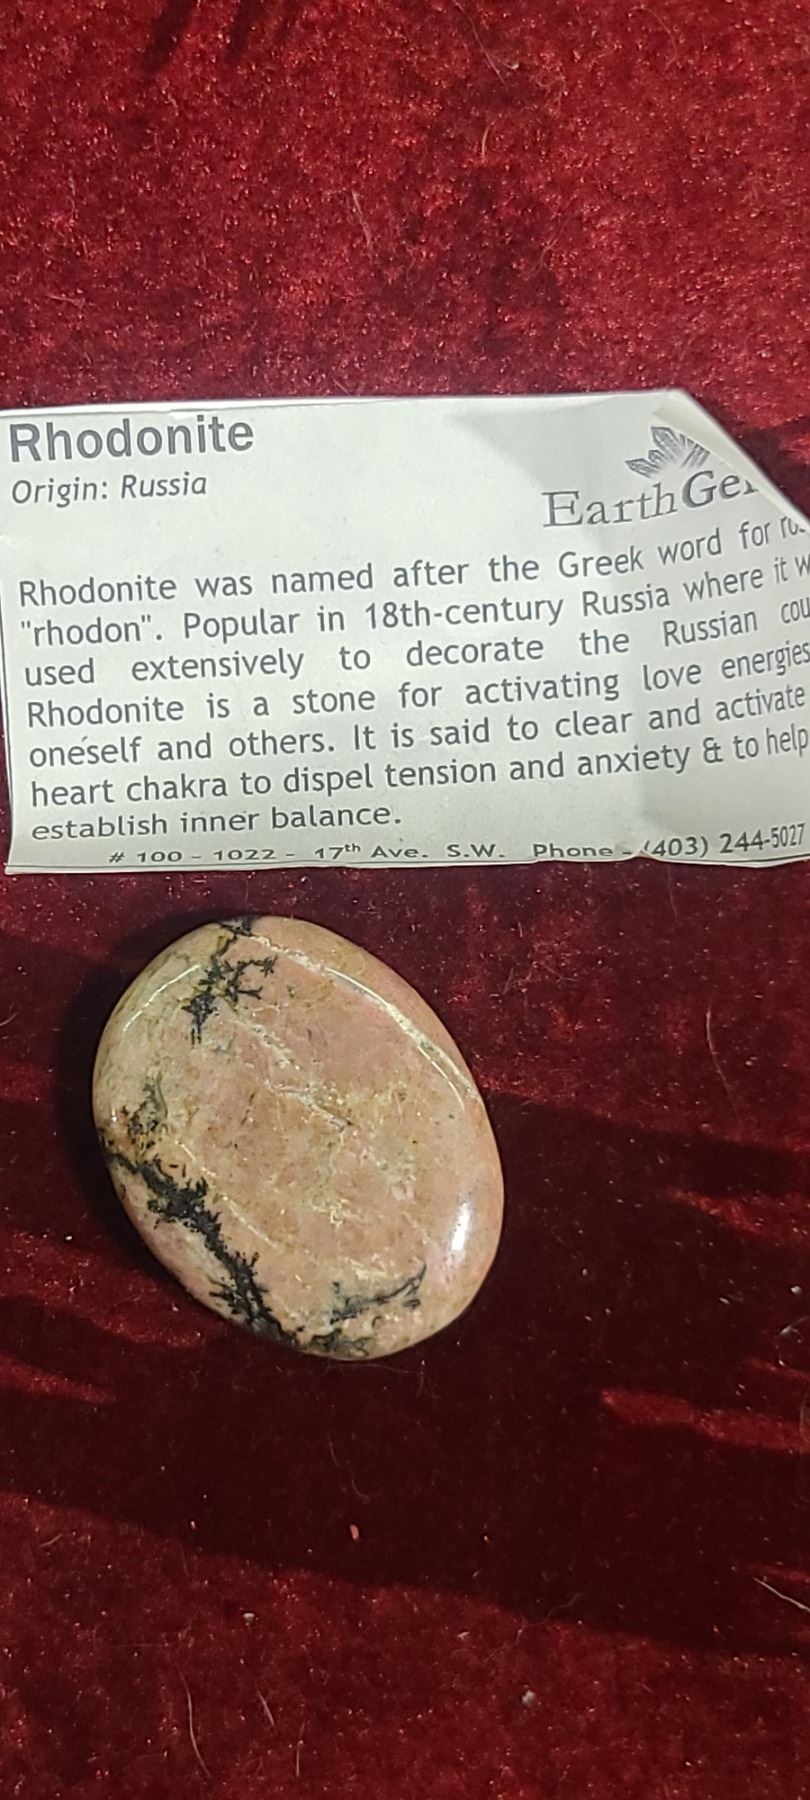 Rhodonite
Origin: Russia
Earth
Rhodonite was named after the Greek word for
"rhodon". Popular in 18th-century Russia where it
used extensively to decorate the Russian
Rhodonite is a stone for activating love energies
oneself and others. It is said to clear and activate
heart chakra to dispel tension and anxiety & to help
establish inner balance.
# 100 - 1022 - 17th Ave. S.W. Phone - (403) 244-5027